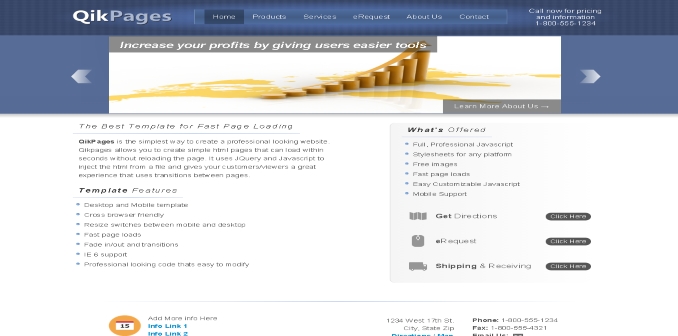 QikPages
Home Products Services eRequest About Us Contact
Call now for pricing
and information
1-800-555-1234
Increase your profits by giving users easier tools
Learn More About Us →
The Best Template for Fast Page Loading
QikPages is the simplest way to create a professional looking website.
Qikpages allows you to create simple html pages that can load within
seconds without reloading the page. It uses JQuery and Javascript to
inject the html from a file and gives your customers/viewers a great
experience that uses transitions between pages.
Template Features
Desktop and Mobile template
Cross browser friendly
Resize switches between mobile and desktop
Fast page loads
Fade in/out and transitions
IE 6 support
Professional looking code thats easy to modify
What's Offered
Full, Professional Javascript
Stylesheets for any platform
Free images
Fast page loads
Easy Customizable Javascript
Mobile Support
Get Directions Click Here
eRequest Click Here
Shipping & Receiving Click Here
15
Add More Info Here
Info Link 1
Info Link 2
1234 West 17th St.
City, State Zip
Directions | Map
Phone: 1-800-555-1234
Fax: 1-800-555-4321
Email Us: